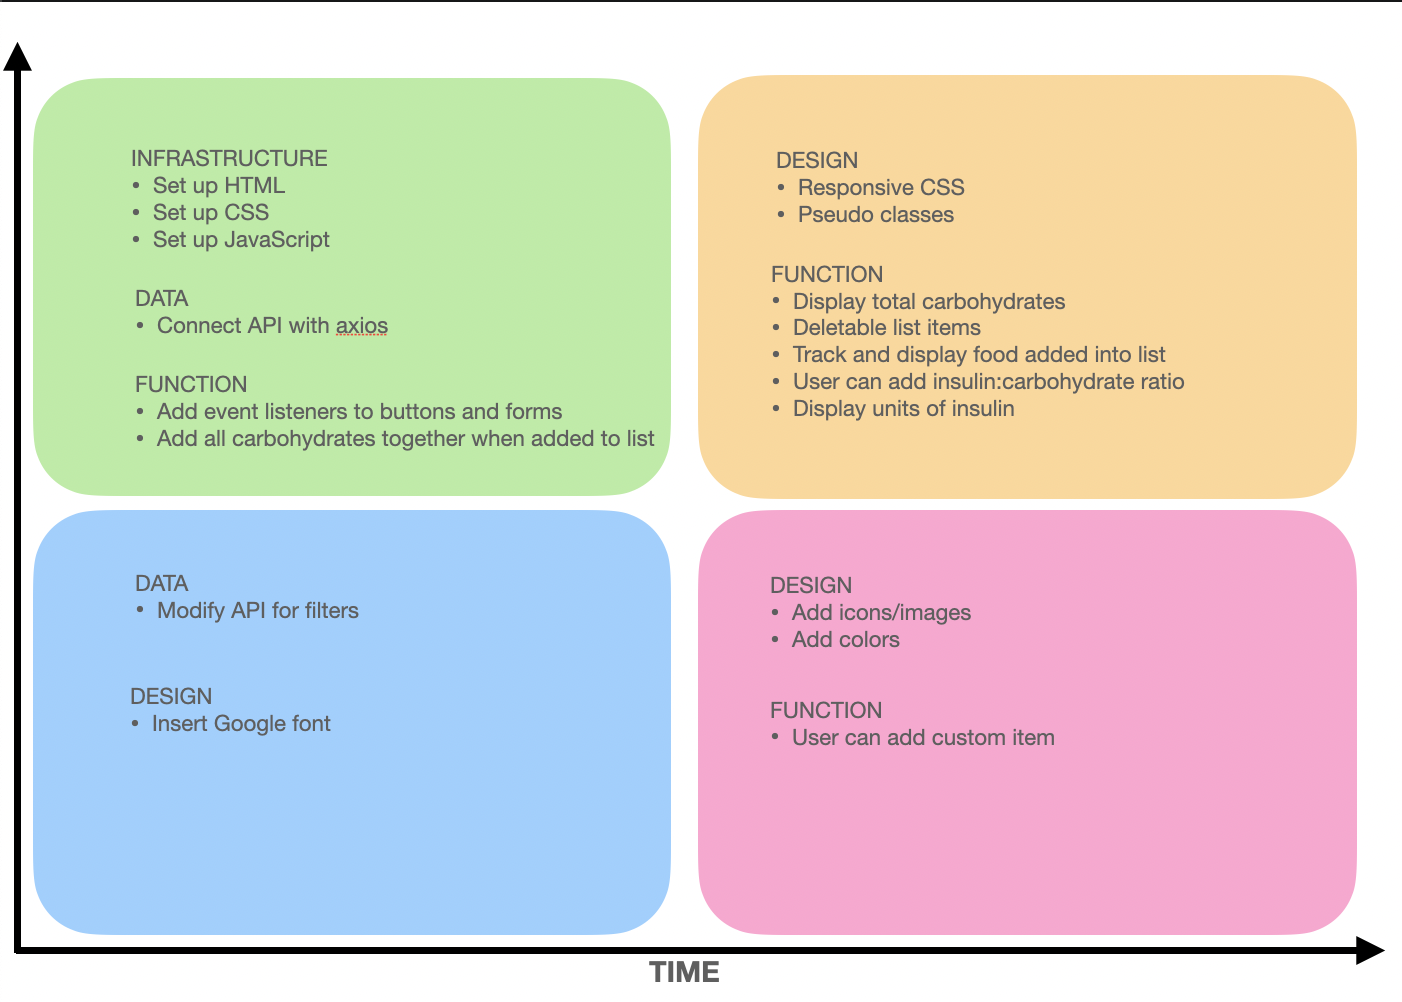 INFRASTRUCTURE
• Set up HTML
• Set up CSS
• Set up JavaScript
DATA
• Connect API with axios
FUNCTION
• Add event listeners to buttons and forms
• Add all carbohydrates together when added to list
DESIGN
• Responsive CSS
• Pseudo classes
FUNCTION
• Display total carbohydrates
• Deletable list items
• Track and display food added into list
• User can add insulin:carbohydrate ratio
• Display units of insulin
DATA
• Modify API for filters
DESIGN
• Insert Google font
DESIGN
• Add icons/images
• Add colors
FUNCTION
• User can add custom item
TIME